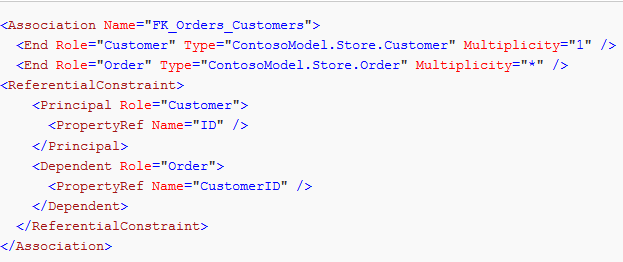 <Association Name="FK_Orders_Customers">
<End Role="Customer" Type="ContosoModel.Store.Customer" Multiplicity="1" />
<End Role="Order" Type="ContosoModel.Store.Order" Multiplicity="*" />
<ReferentialConstraint>
<Principal Role="Customer">
<PropertyRef Name="ID" />
</Principal>
<Dependent Role="Order">
<PropertyRef Name="CustomerID" />
</Dependent>
</ReferentialConstraint>
</Association>